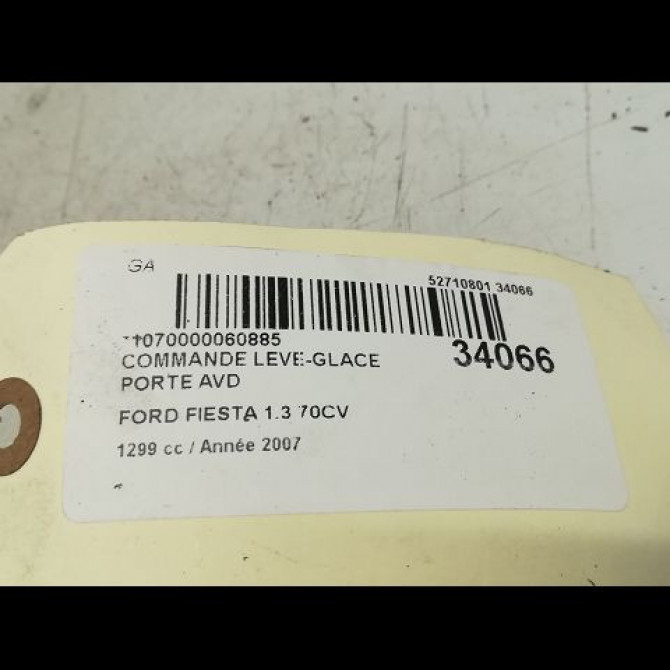 GA
52710801 34066
*1070000060885
34066
COMMANDE LEVE-GLACE
PORTE AVD
FORD FIESTA 1.3 70CV
1299 cc / Année 2007